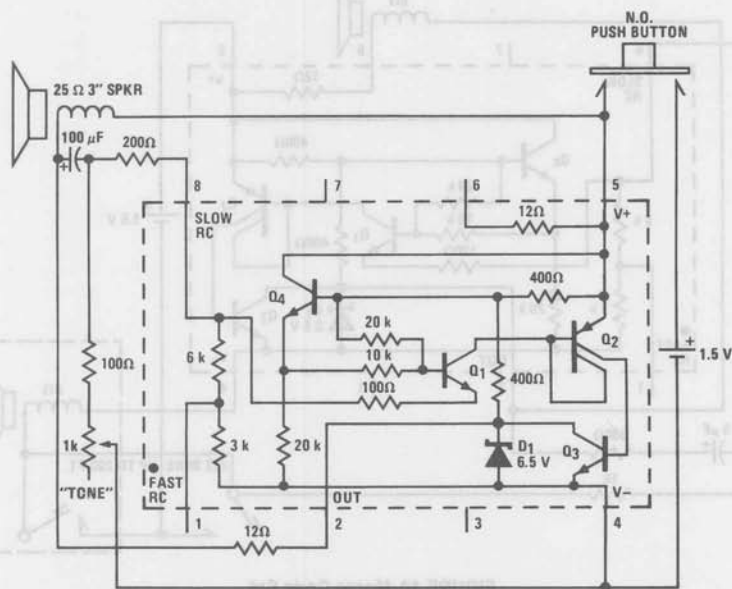 N.O.
PUSH BUTTON
25 Ω 3" SPKR
100 µF
+
200Ω
8
7
6
5
SLOW
RC
12Ω
V+
Q4
400Ω
20 k
Q2
6 k
10 k
Q1
400Ω
+
1.5 V
100Ω
100Ω
1k
3 k
20 k
D1
6.5 V
Q3
"TONE"
FAST
RC
OUT
V−
1
2
3
4
12Ω